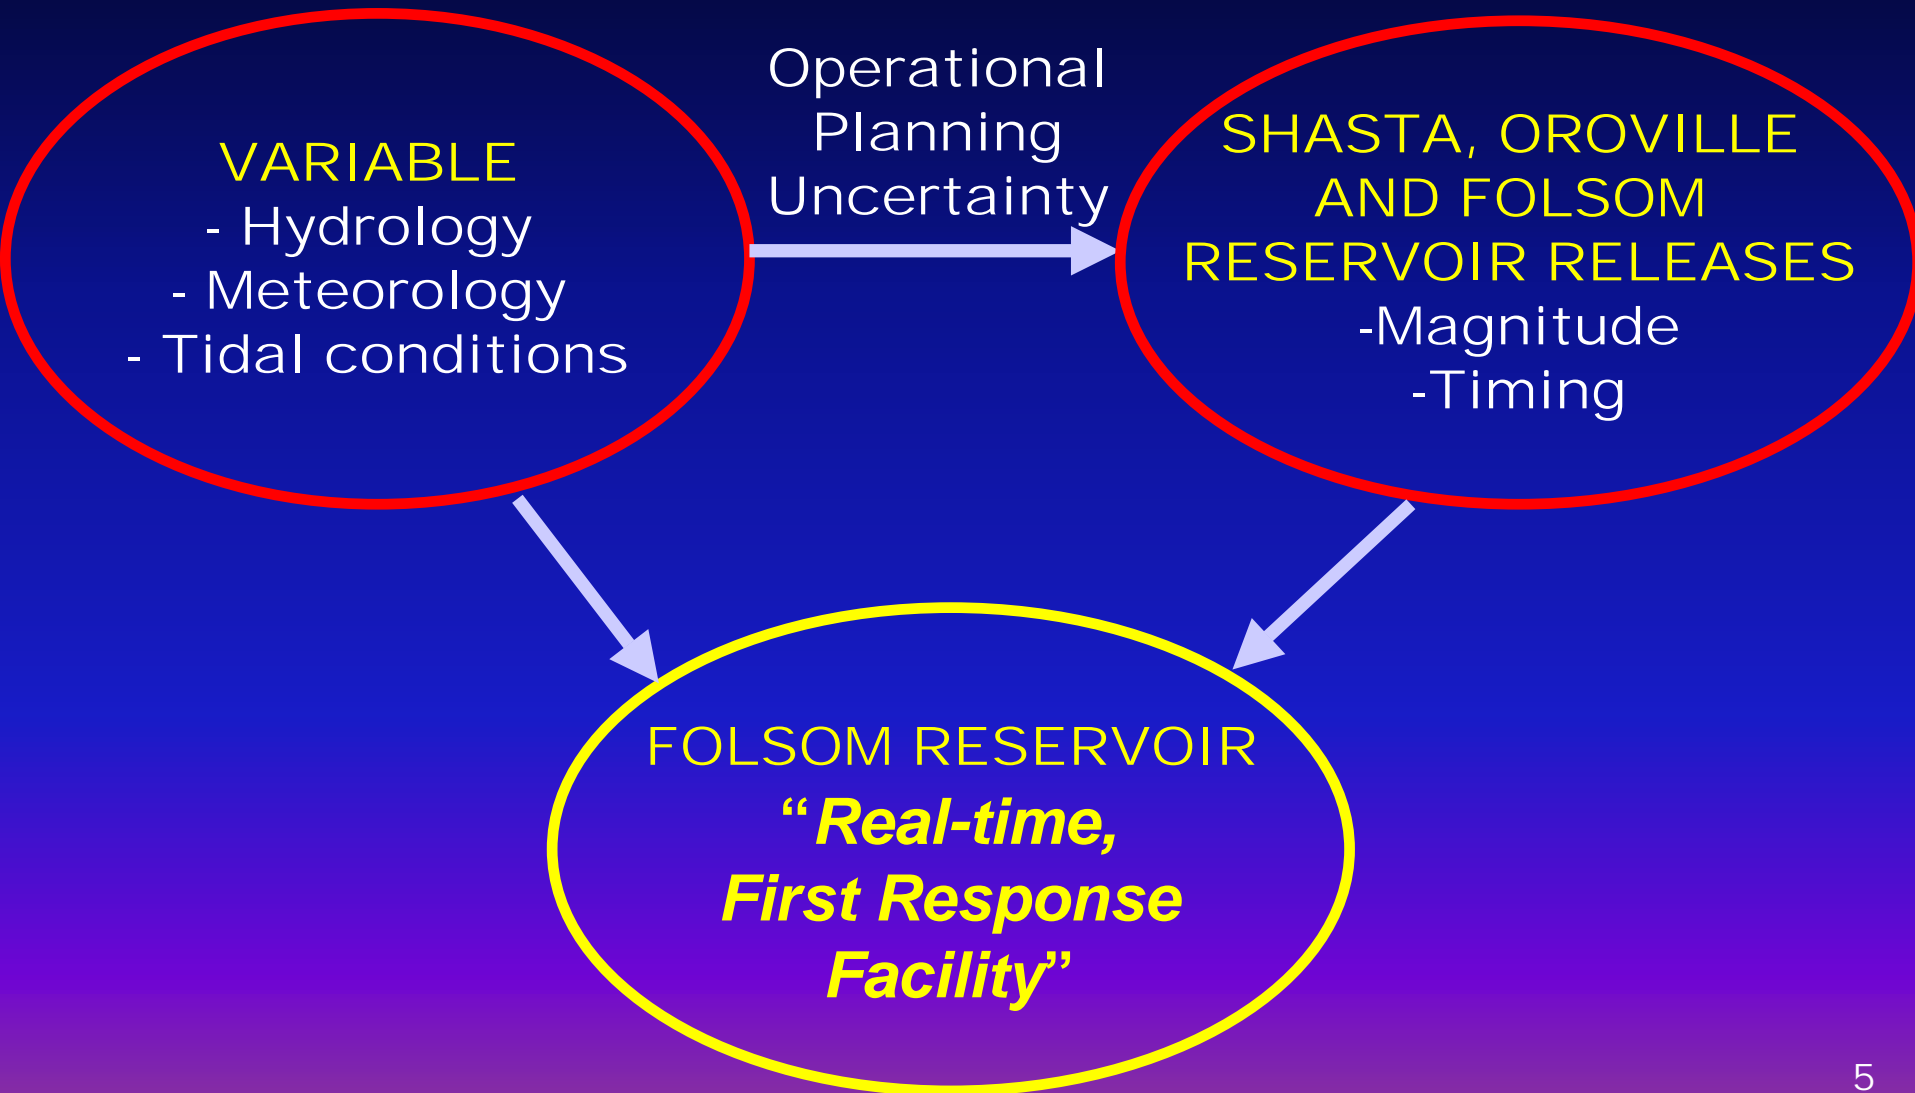 VARIABLE
- Hydrology
- Meteorology
- Tidal conditions
Operational
Planning
Uncertainty
SHASTA, OROVILLE
AND FOLSOM
RESERVOIR RELEASES
-Magnitude
-Timing
FOLSOM RESERVOIR
“Real-time,
First Response
Facility”
5